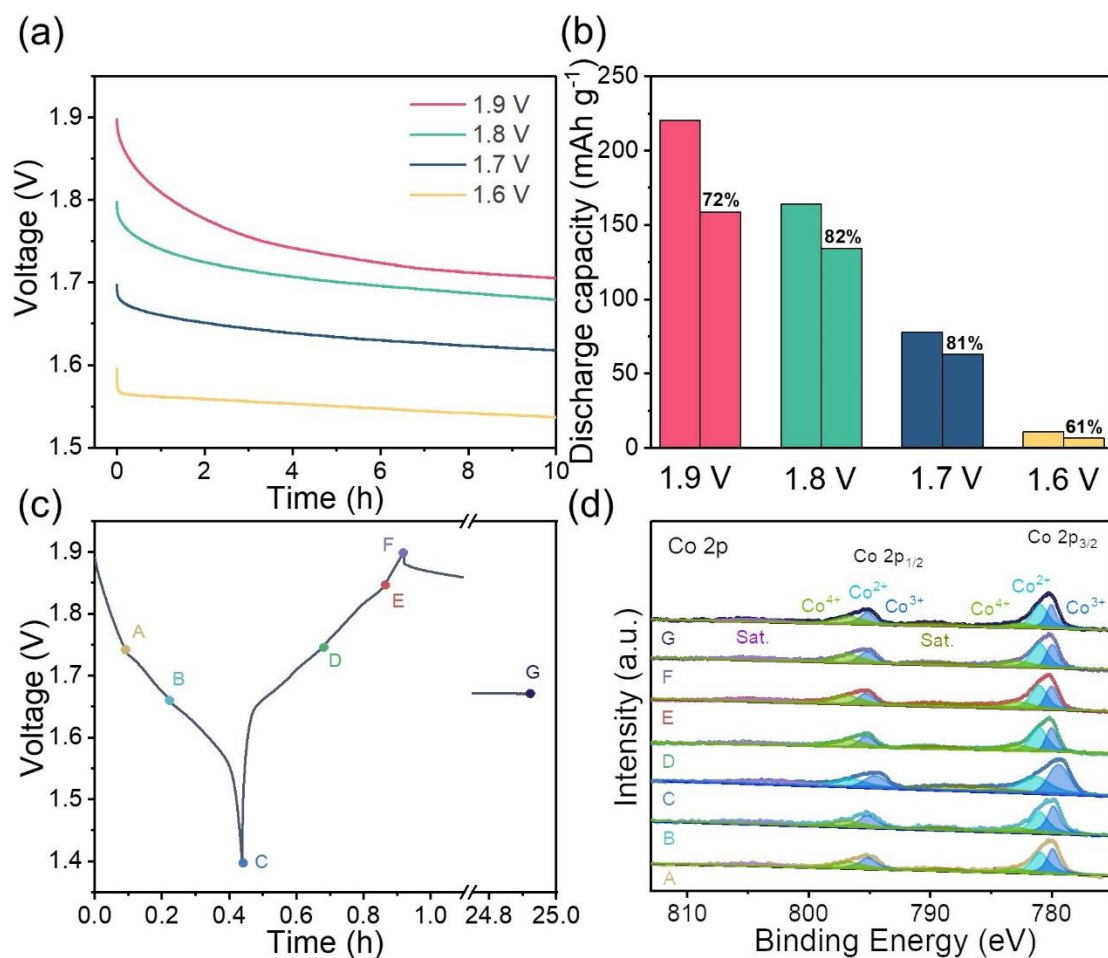 (a)
Voltage (V)
1.9
1.8
1.7
1.6
1.5
0
2
4
6
8
10
Time (h)
1.9 V
1.8 V
1.7 V
1.6 V
(b)
Discharge capacity (mAh g⁻¹)
250
225
150
100
50
0
72%
82%
81%
61%
1.9 V
1.8 V
1.7 V
1.6 V
(c)
Voltage (V)
1.9
1.8
1.7
1.6
1.5
1.4
A
B
C
D
E
F
G
0.0
0.2
0.4
0.6
0.8
1.0
24.8
25.0
Time (h)
(d)
Intensity (a.u.)
Co 2p
Co 2p₁/₂
Co 2p₃/₂
Co⁴⁺
Co²⁺
Co³⁺
Co⁴⁺
Co²⁺
Co³⁺
Sat.
Sat.
G
F
E
D
C
B
A
810
800
790
780
Binding Energy (eV)